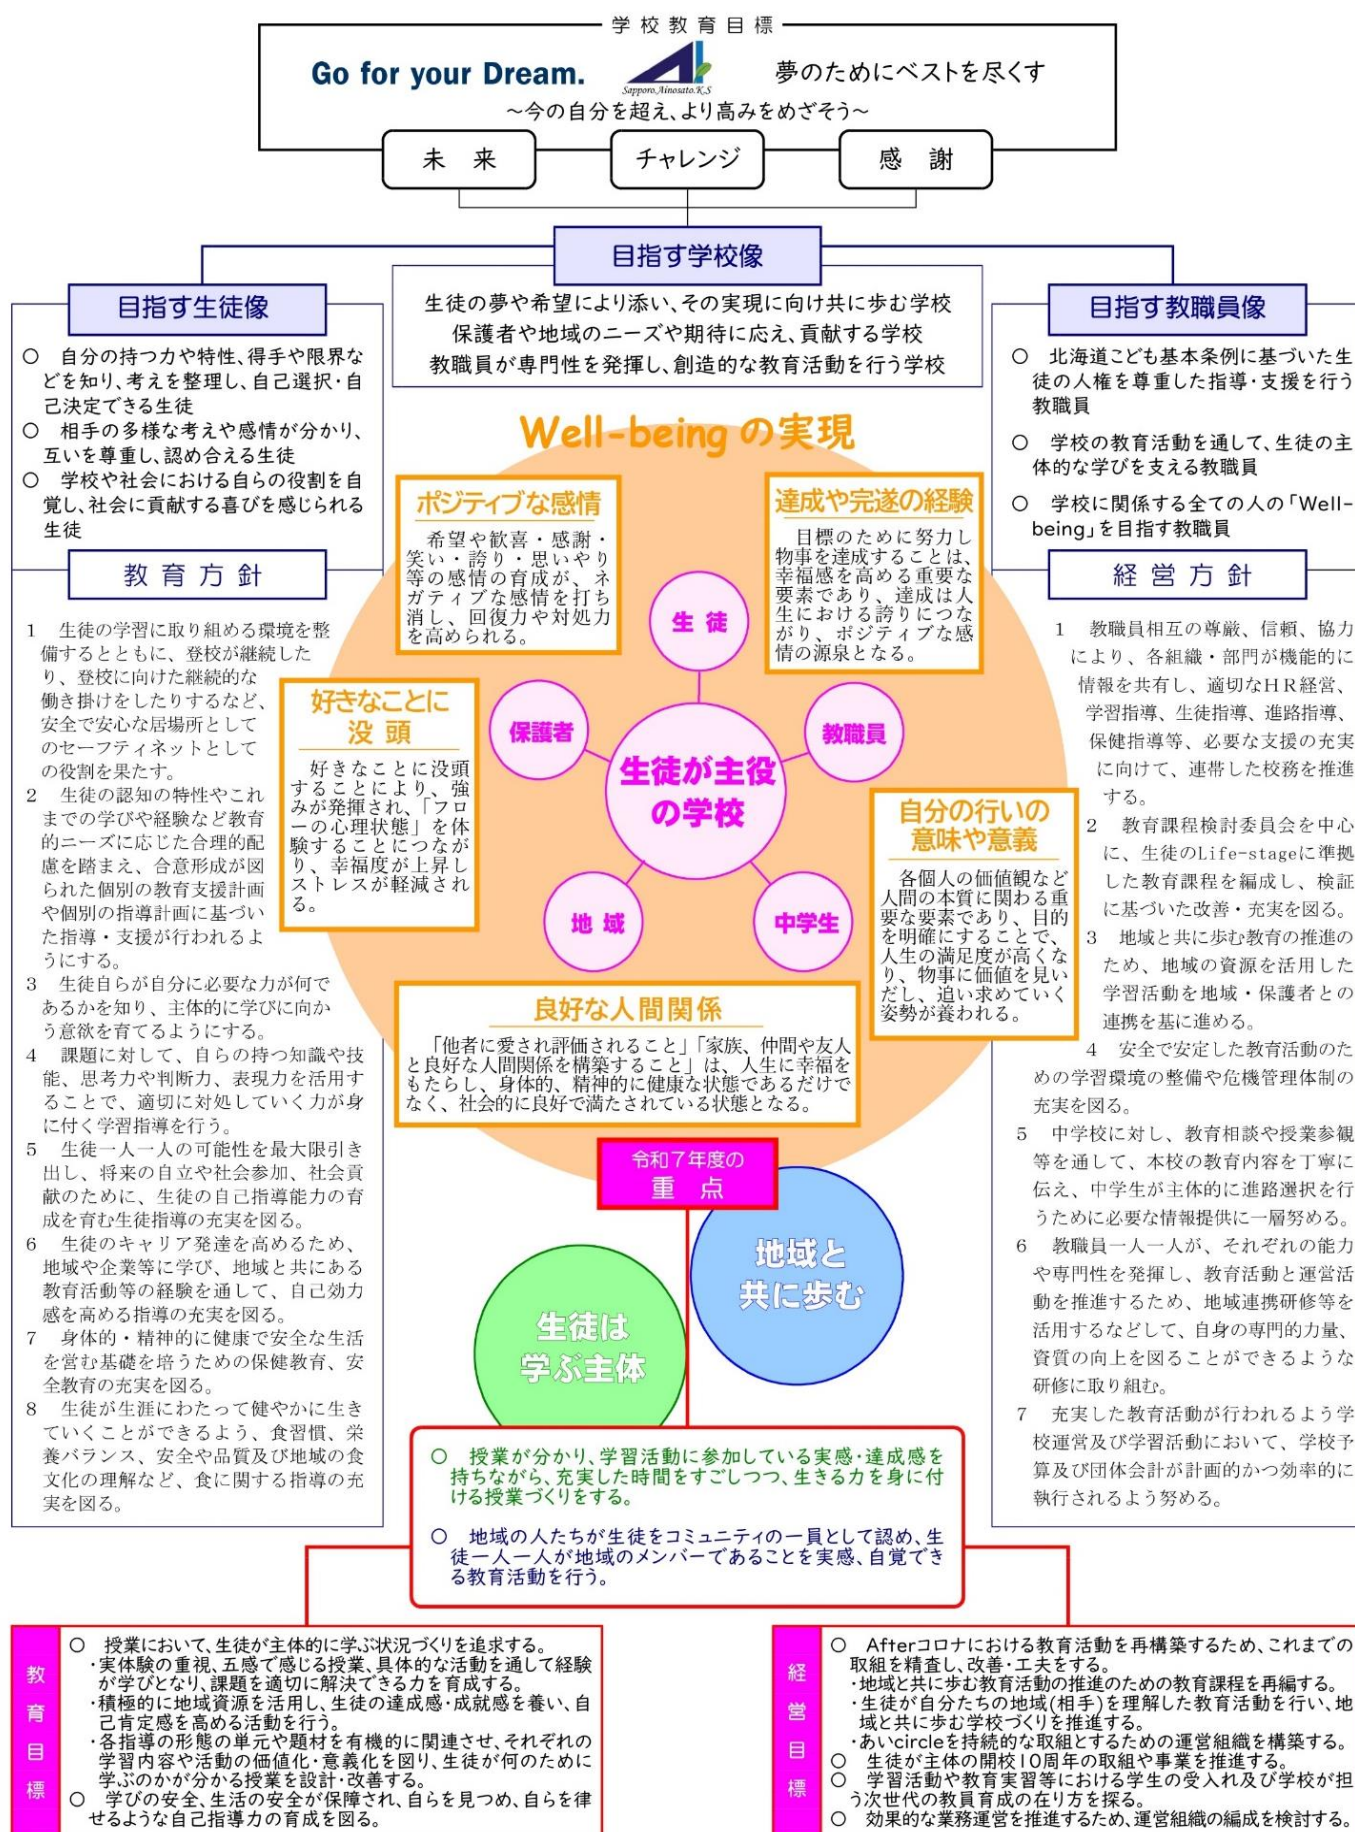 学校教育目標
Go for your Dream.
Sapporo.Ainosato.K.S
夢のためにベストを尽くす
～今の自分を超え、より高みをめざそう～
未 来
チャレンジ
感 謝
目指す学校像
生徒の夢や希望により添い、その実現に向け共に歩む学校
保護者や地域のニーズや期待に応え、貢献する学校
教職員が専門性を発揮し、創造的な教育活動を行う学校
目指す生徒像
○ 自分の持つ力や特性、得手や限界な
どを知り、考えを整理し、自己選択・自
己決定できる生徒
○ 相手の多様な考えや感情が分かり、
互いを尊重し、認め合える生徒
○ 学校や社会における自らの役割を自
覚し、社会に貢献する喜びを感じられる
生徒
教 育 方 針
1 生徒の学習に取り組める環境を整
備するとともに、登校が継続した
り、登校に向けた継続的な
働き掛けをしたりするなど、
安全で安心な居場所として
のセーフティネットとして
の役割を果たす。
2 生徒の認知の特性やこれ
までの学びや経験など教育
的ニーズに応じた合理的配
慮を踏まえ、合意形成が図
られた個別の教育支援計画
や個別の指導計画に基づい
た指導・支援が行われるよ
うにする。
3 生徒自らが自分に必要な力が何で
あるかを知り、主体的に学びに向か
う意欲を育てるようにする。
4 課題に対して、自らの持つ知識や技
能、思考力や判断力、表現力を活用す
ることで、適切に対処していく力が身
に付く学習指導を行う。
5 生徒一人一人の可能性を最大限引き
出し、将来の自立や社会参加、社会貢
献のために、生徒の自己指導能力の育
成を育む生徒指導の充実を図る。
6 生徒のキャリア発達を高めるため、
地域や企業等に学び、地域と共にある
教育活動等の経験を通して、自己効力
感を高める指導の充実を図る。
7 身体的・精神的に健康で安全な生活
を営む基礎を培うための保健教育、安
全教育の充実を図る。
8 生徒が生涯にわたって健やかに生き
ていくことができるよう、食習慣、栄
養バランス、安全や品質及び地域の食
文化の理解など、食に関する指導の充
実を図る。
Well-beingの実現
ポジティブな感情
希望や歓喜・感謝・
笑い・誇り・思いやり
等の感情の育成が、ネ
ガティブな感情を打ち
消し、回復力や対処力
を高められる。
達成や完遂の経験
目標のために努力し
物事を達成することは、
幸福感を高める重要な
要素であり、達成は人
生における誇りにつな
がり、ポジティブな感
情の源泉となる。
好きなことに
没 頭
好きなことに没頭
することにより、強
みが発揮され、「フロ
ーの心理状態」を体
験することにつなが
り、幸福度が上昇し
ストレスが軽減され
る。
生 徒
保護者
教職員
生徒が主役
の学校
地 域
中学生
自分の行いの
意味や意義
各個人の価値観など
人間の本質に関わる重
要な要素であり、目的
を明確にすることで、
人生の満足度が高くな
り、物事に価値を見い
だし、追い求めていく
姿勢が養われる。
良好な人間関係
「他者に愛され評価されること」「家族、仲間や友人
と良好な人間関係を構築すること」は、人生に幸福を
もたらし、身体的、精神的に健康な状態であるだけで
なく、社会的に良好で満たされている状態となる。
目指す教職員像
○ 北海道こども基本条例に基づいた生
徒の人権を尊重した指導・支援を行う
教職員
○ 学校の教育活動を通して、生徒の主
体的な学びを支える教職員
○ 学校に関係する全ての人の「Well-
being」を目指す教職員
経 営 方 針
1 教職員相互の尊厳、信頼、協力
により、各組織・部門が機能的に
情報を共有し、適切なHR経営、
学習指導、生徒指導、進路指導、
保健指導等、必要な支援の充実
に向けて、連帯した校務を推進
する。
2 教育課程検討委員会を中心
に、生徒のLife-stageに準拠
した教育課程を編成し、検証
に基づいた改善・充実を図る。
3 地域と共に歩む教育の推進の
ため、地域の資源を活用した
学習活動を地域・保護者との
連携を基に進める。
4 安全で安定した教育活動のた
めの学習環境の整備や危機管理体制の
充実を図る。
5 中学校に対し、教育相談や授業参観
等を通して、本校の教育内容を丁寧に
伝え、中学生が主体的に進路選択を行
うために必要な情報提供に一層努める。
6 教職員一人一人が、それぞれの能力
や専門性を発揮し、教育活動と運営活
動を推進するため、地域連携研修等を
活用するなどして、自身の専門的力量、
資質の向上を図ることができるような
研修に取り組む。
7 充実した教育活動が行われるよう学
校運営及び学習活動において、学校予
算及び団体会計が計画的かつ効率的に
執行されるよう努める。
令和7年度の
重 点
地域と
共に歩む
生徒は
学ぶ主体
○ 授業が分かり、学習活動に参加している実感・達成感を
持ちながら、充実した時間をすごしつつ、生きる力を身に付
ける授業づくりをする。
○ 地域の人たちが生徒をコミュニティの一員として認め、生
徒一人一人が地域のメンバーであることを実感、自覚でき
る教育活動を行う。
教育目標
○ 授業において、生徒が主体的に学ぶ状況づくりを追求する。
・実体験の重視、五感で感じる授業、具体的な活動を通して経験
が学びとなり、課題を適切に解決できる力を育成する。
・積極的に地域資源を活用し、生徒の達成感・成就感を養い、自
己肯定感を高める活動を行う。
・各指導の形態の単元や題材を有機的に関連させ、それぞれの
学習内容や活動の価値化・意義化を図り、生徒が何のために
学ぶのかが分かる授業を設計・改善する。
○ 学びの安全、生活の安全が保障され、自らを見つめ、自らを律
せるような自己指導力の育成を図る。
経営目標
○ Afterコロナにおける教育活動を再構築するため、これまでの
取組を精査し、改善・工夫をする。
・地域と共に歩む教育活動の推進のための教育課程を再編する。
・生徒が自分たちの地域(相手)を理解した教育活動を行い、地
域と共に歩む学校づくりを推進する。
・あいcircleを持続的な取組とするための運営組織を構築する。
○ 生徒が主体の開校10周年の取組や事業を推進する。
○ 学習活動や教育実習等における学生の受入れ及び学校が担
う次世代の教員育成の在り方を探る。
○ 効果的な業務運営を推進するため、運営組織の編成を検討する。